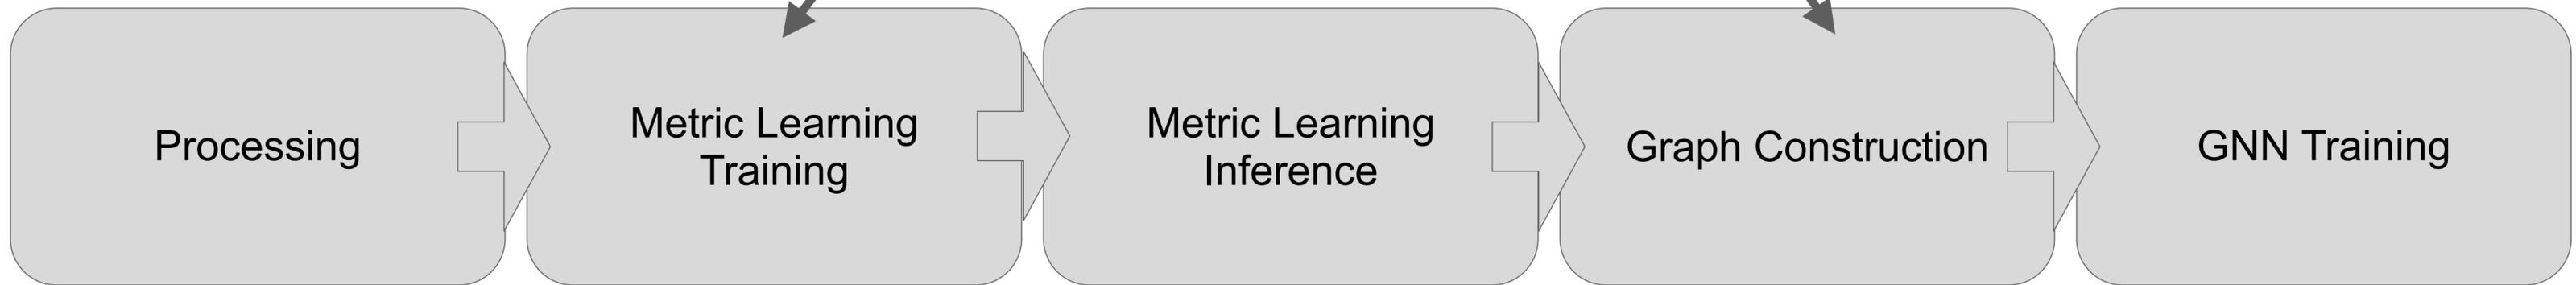 Processing
Metric Learning
Training
Metric Learning
Inference
Graph Construction
GNN Training